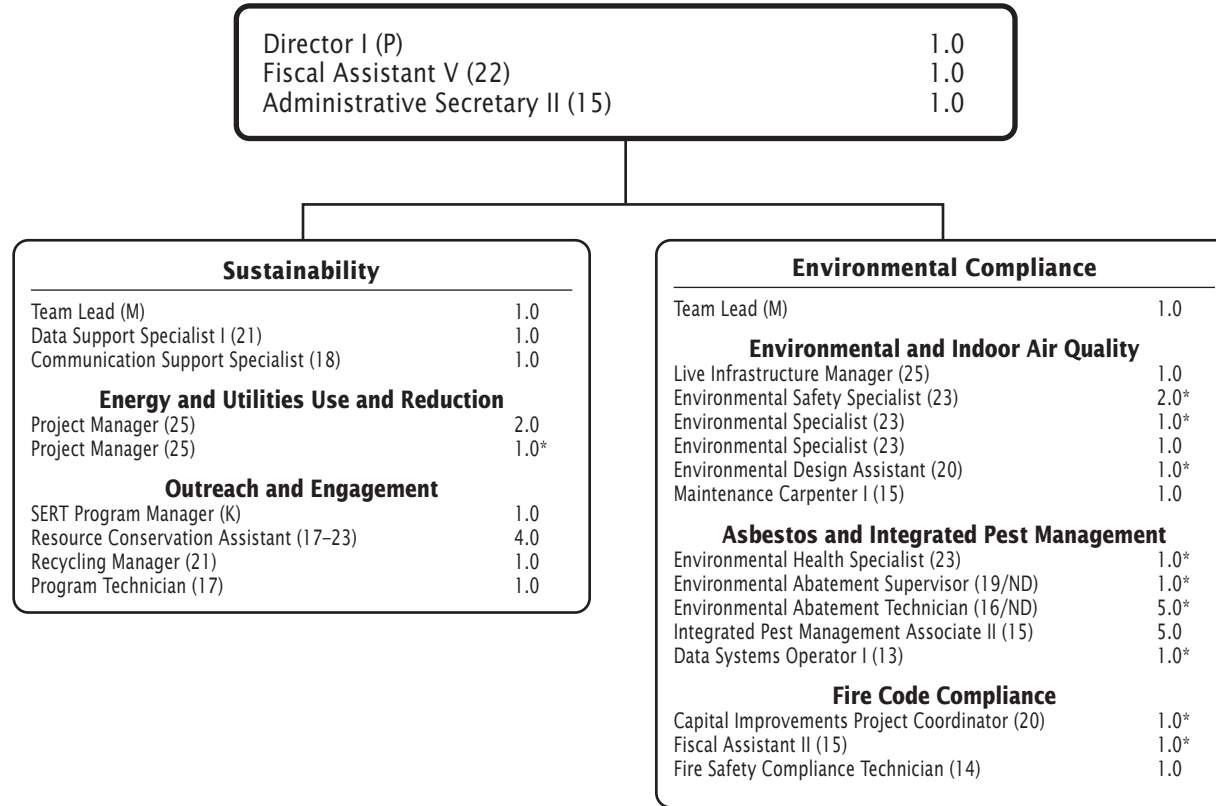 Director I (P) 1.0
Fiscal Assistant V (22) 1.0
Administrative Secretary II (15) 1.0
Sustainability
Team Lead (M) 1.0
Data Support Specialist I (21) 1.0
Communication Support Specialist (18) 1.0
Energy and Utilities Use and Reduction
Project Manager (25) 2.0
Project Manager (25) 1.0*
Outreach and Engagement
SERT Program Manager (K) 1.0
Resource Conservation Assistant (17–23) 4.0
Recycling Manager (21) 1.0
Program Technician (17) 1.0
Environmental Compliance
Team Lead (M) 1.0
Environmental and Indoor Air Quality
Live Infrastructure Manager (25) 1.0
Environmental Safety Specialist (23) 2.0*
Environmental Specialist (23) 1.0*
Environmental Specialist (23) 1.0
Environmental Design Assistant (20) 1.0*
Maintenance Carpenter I (15) 1.0
Asbestos and Integrated Pest Management
Environmental Health Specialist (23) 1.0*
Environmental Abatement Supervisor (19/ND) 1.0*
Environmental Abatement Technician (16/ND) 5.0*
Integrated Pest Management Associate II (15) 5.0
Data Systems Operator I (13) 1.0*
Fire Code Compliance
Capital Improvements Project Coordinator (20) 1.0*
Fiscal Assistant II (15) 1.0*
Fire Safety Compliance Technician (14) 1.0